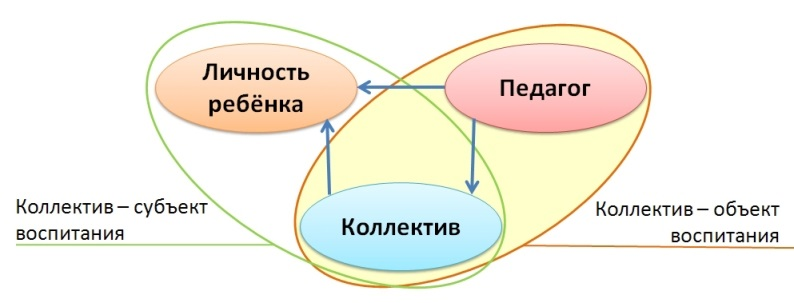 Личность
ребёнка
Педагог
Коллектив
Коллектив – субъект
воспитания
Коллектив – объект
воспитания